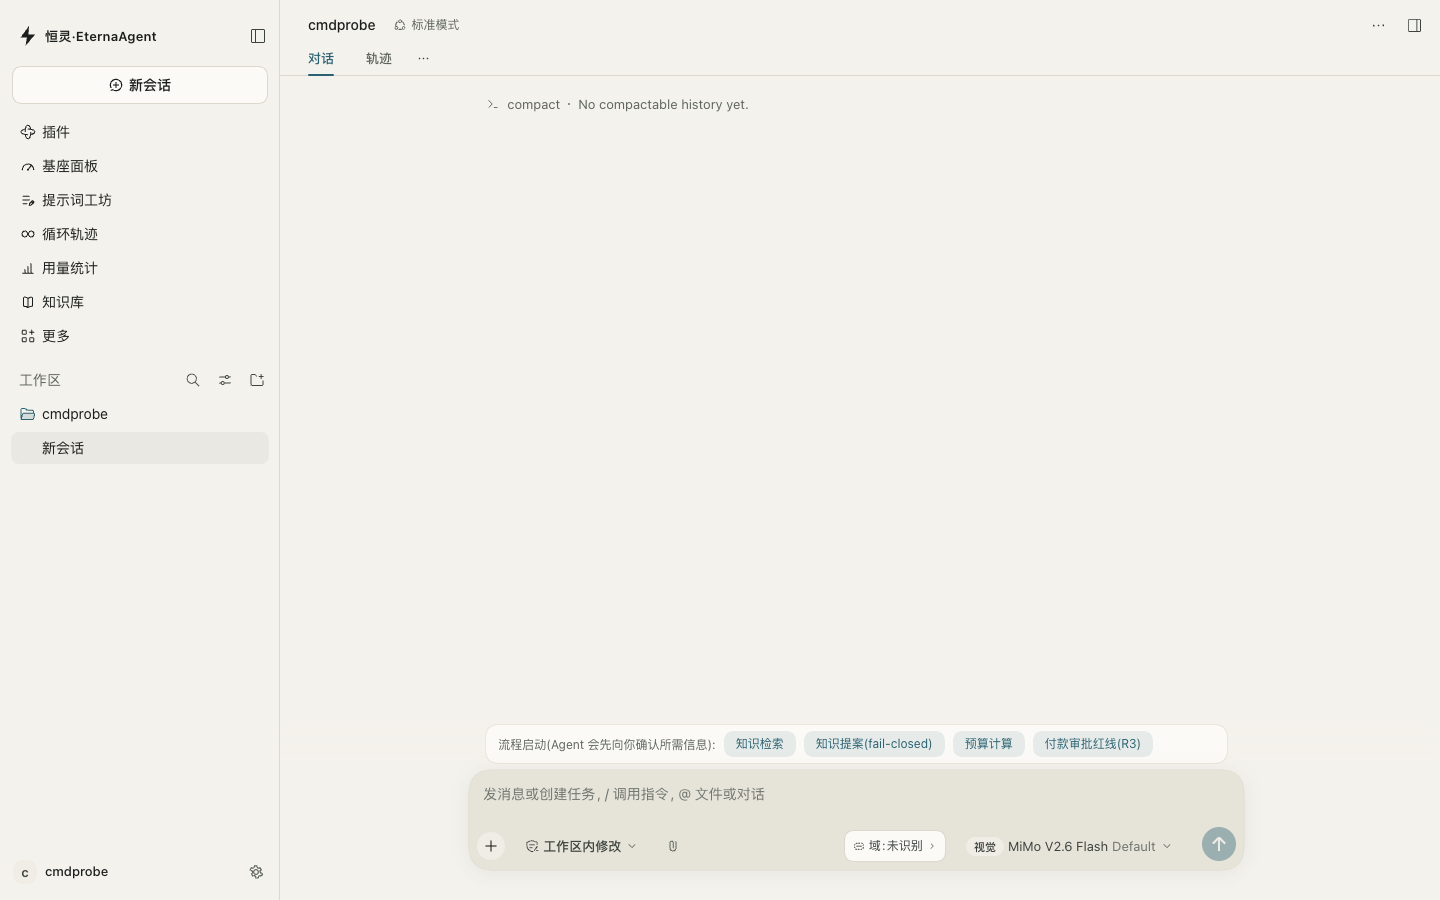 恒灵·EternaAgent
新会话
插件
基座面板
提示词工坊
循环轨迹
用量统计
知识库
更多
工作区
cmdprobe
新会话
c cmdprobe
cmdprobe 标准模式
对话 轨迹 ···
compact · No compactable history yet.
流程启动(Agent 会先向你确认所需信息): 知识检索 知识提案(fail-closed) 预算计算 付款审批红线(R3)
发消息或创建任务, / 调用指令, @ 文件或对话
工作区内修改 域:未识别 › 视觉 MiMo V2.6 Flash Default